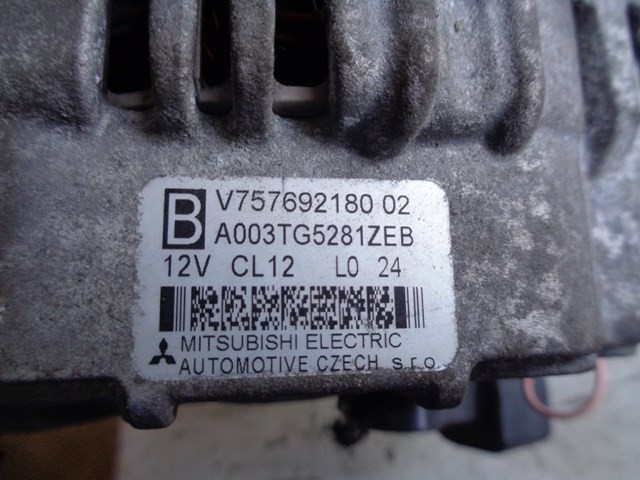 B V757692180 02
A003TG5281ZEB
12V CL12 L0 24
MITSUBISHI ELECTRIC
AUTOMOTIVE CZECH s.r.o.